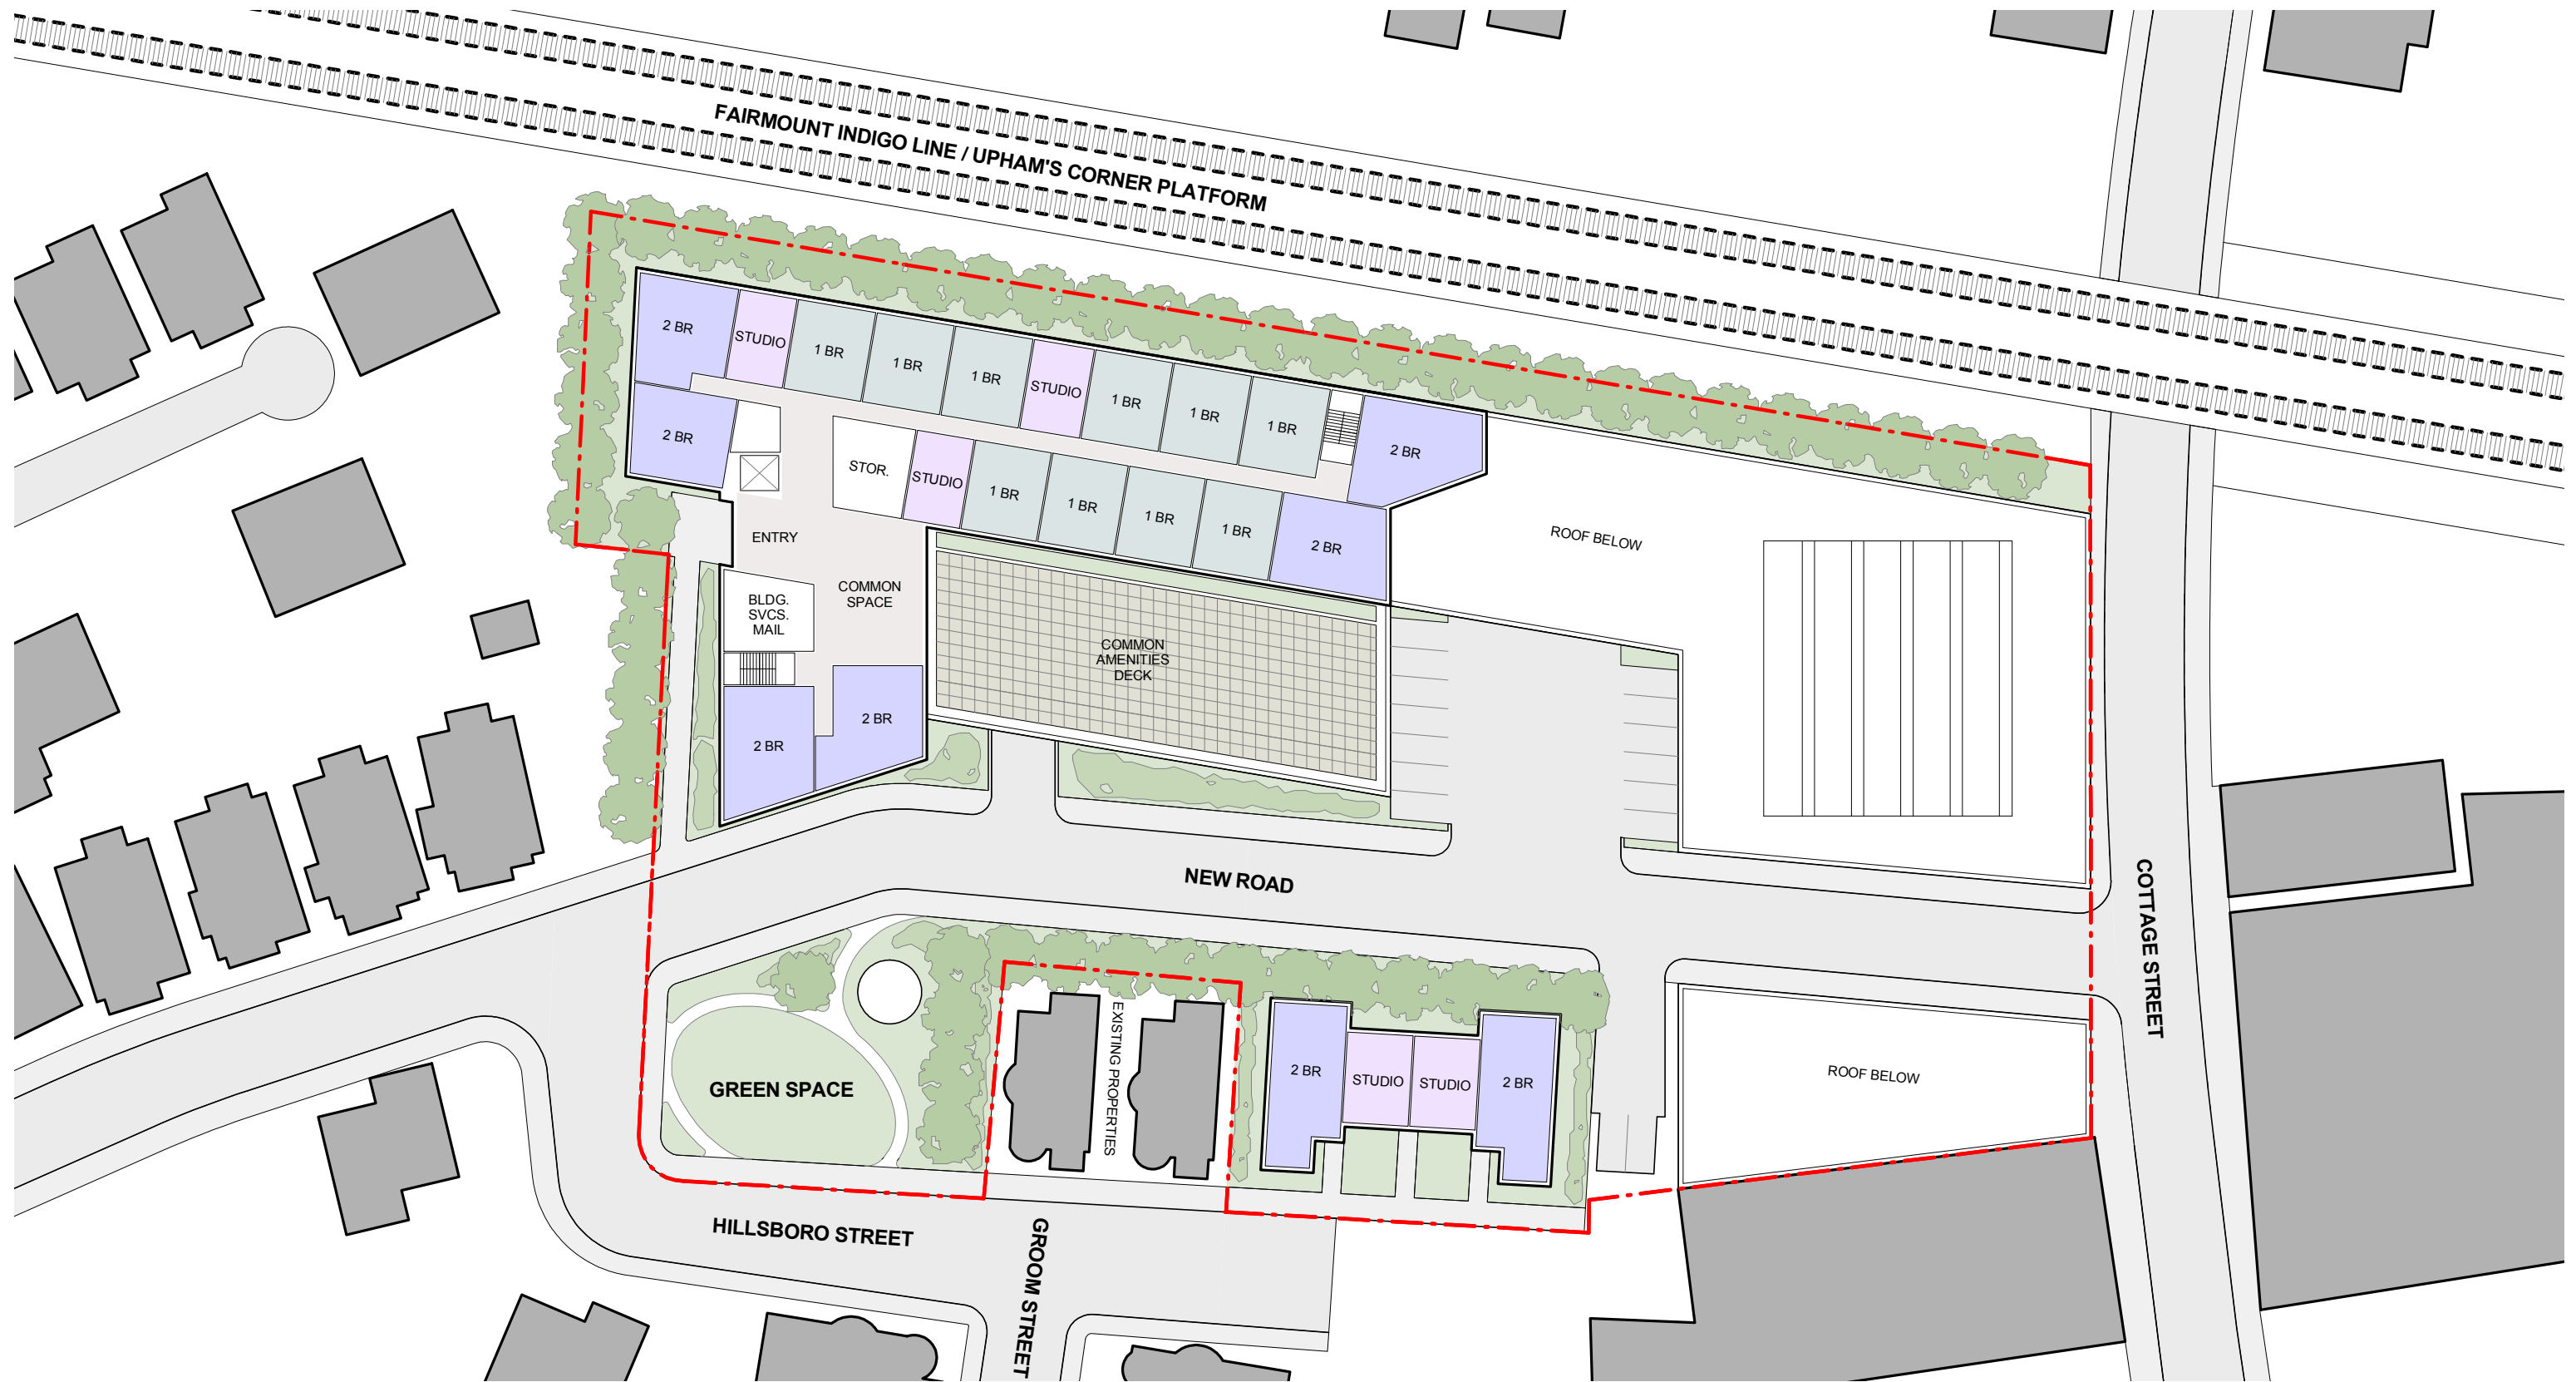 FAIRMOUNT INDIGO LINE / UPHAM'S CORNER PLATFORM
2 BR
STUDIO
1 BR
1 BR
1 BR
STUDIO
1 BR
1 BR
1 BR
2 BR
2 BR
STOR.
STUDIO
1 BR
1 BR
1 BR
1 BR
2 BR
ROOF BELOW
ENTRY
COMMON
SPACE
BLDG.
SVCS.
MAIL
COMMON
AMENITIES
DECK
2 BR
2 BR
NEW ROAD
COTTAGE STREET
GREEN SPACE
EXISTING PROPERTIES
2 BR
STUDIO
STUDIO
2 BR
ROOF BELOW
HILLSBORO STREET
GROOM STREET